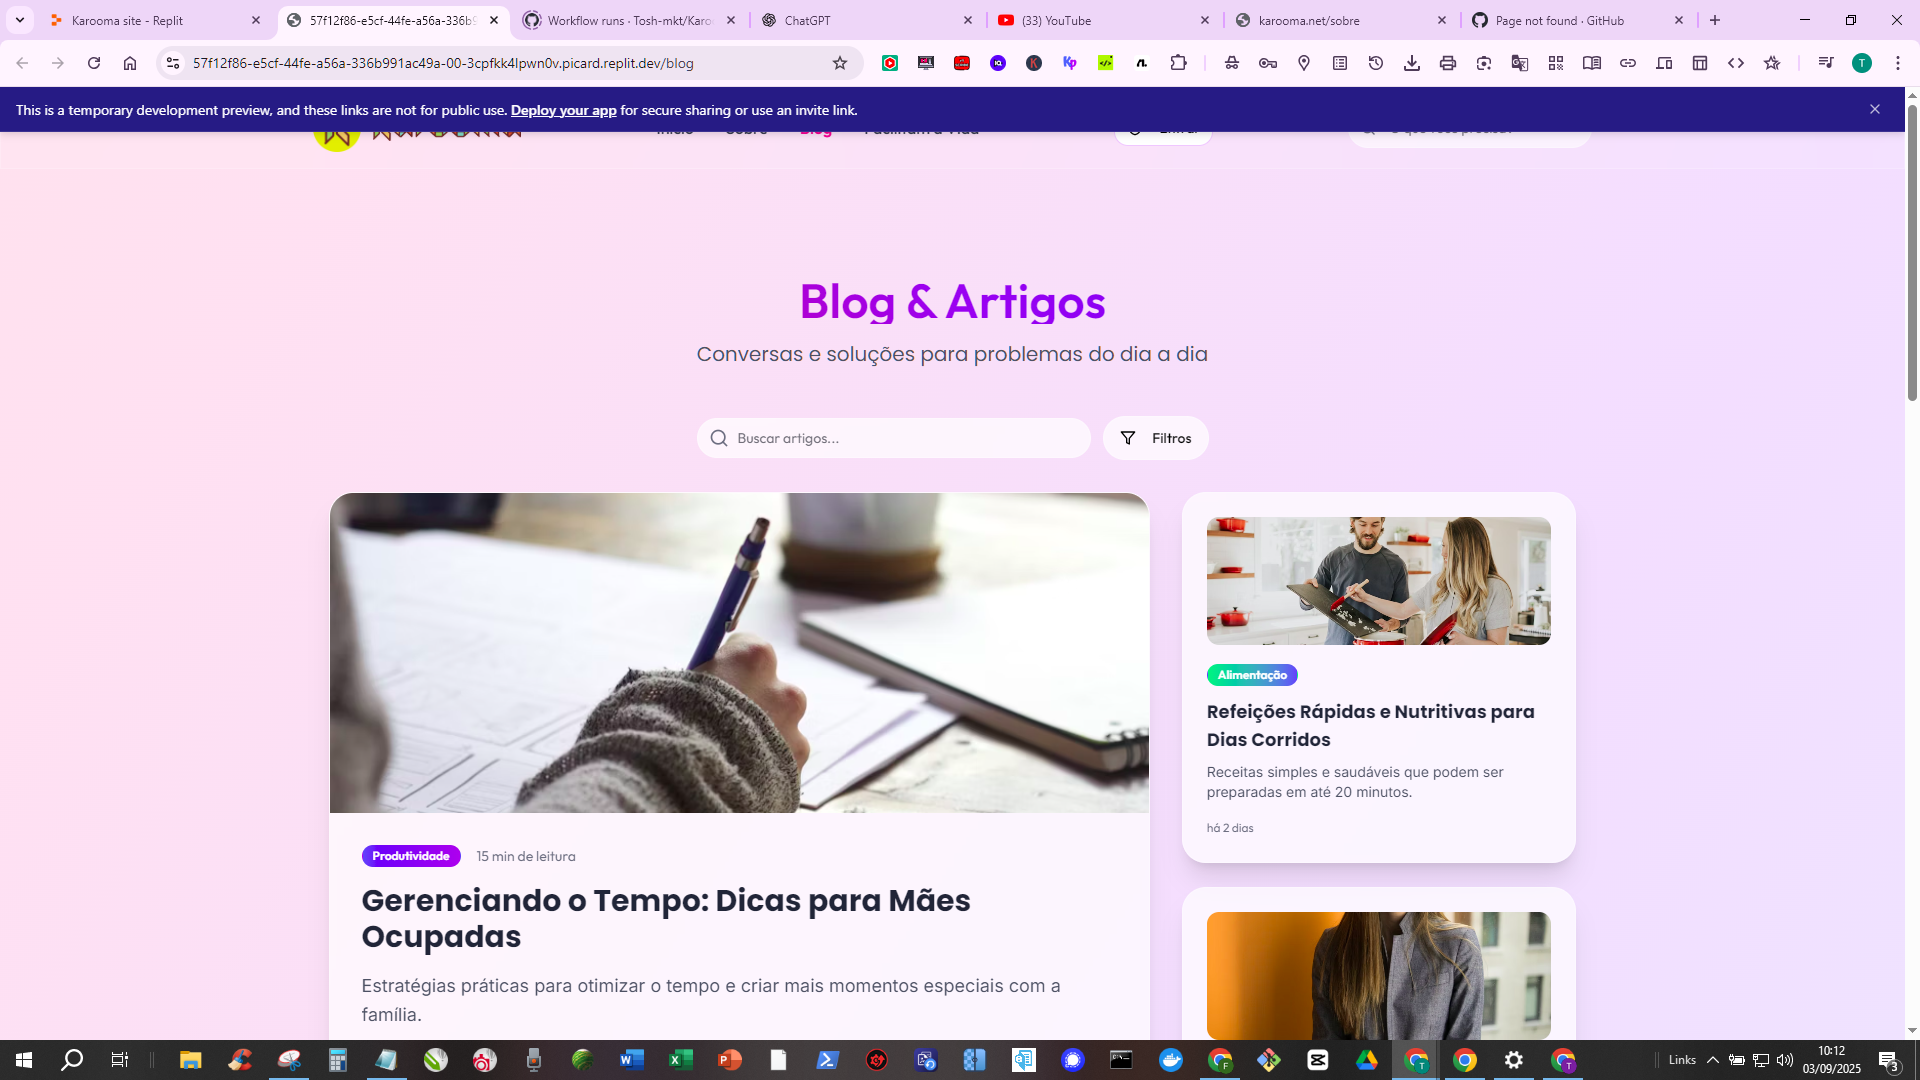 Karooma site - Replit
57f12f86-e5cf-44fe-a56a-336b9
Workflow runs · Tosh-mkt/Karo
ChatGPT
(33) YouTube
karooma.net/sobre
Page not found · GitHub
57f12f86-e5cf-44fe-a56a-336b991ac49a-00-3cpfkk4lpwn0v.picard.replit.dev/blog
This is a temporary development preview, and these links are not for public use. Deploy your app for secure sharing or use an invite link.
Blog
Blog & Artigos
Conversas e soluções para problemas do dia a dia
Buscar artigos...
Filtros
Produtividade
15 min de leitura
Gerenciando o Tempo: Dicas para Mães
Ocupadas
Estratégias práticas para otimizar o tempo e criar mais momentos especiais com a
família.
Alimentação
Refeições Rápidas e Nutritivas para
Dias Corridos
Receitas simples e saudáveis que podem ser
preparadas em até 20 minutos.
há 2 dias
Links
10:12
03/09/2025
3